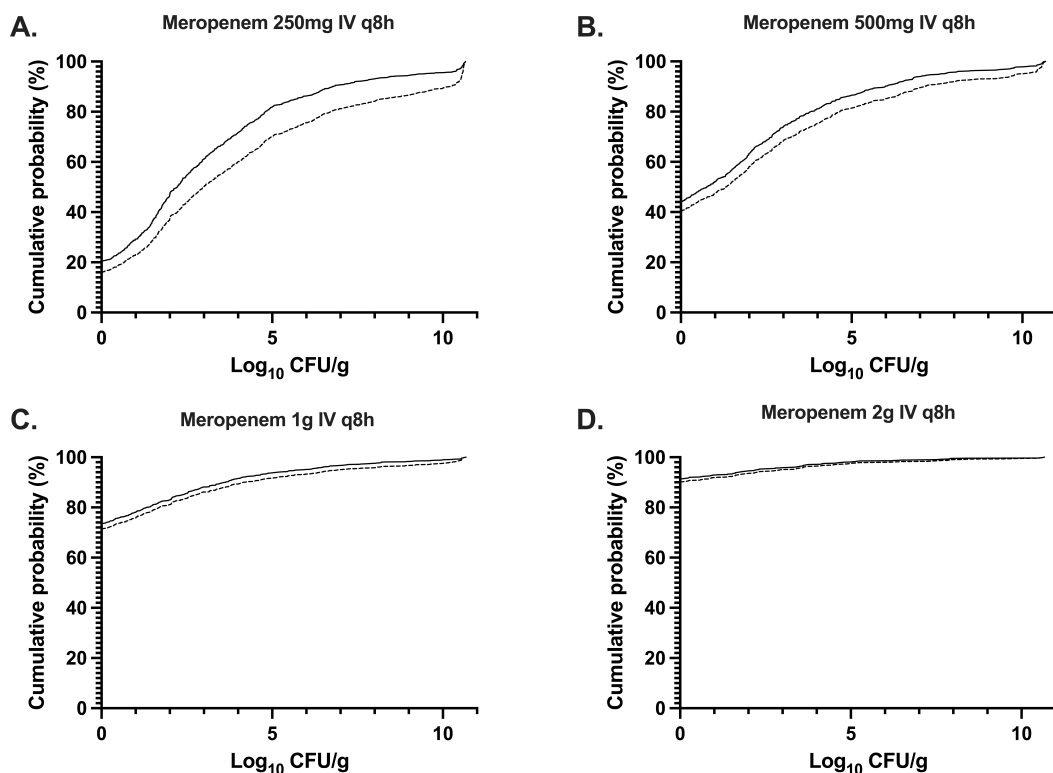 A.
Meropenem 250mg IV q8h
Cumulative probability (%)
100
80
60
40
20
0
0 5 10
Log₁₀ CFU/g
B.
Meropenem 500mg IV q8h
Cumulative probability (%)
100
80
60
40
20
0
0 5 10
Log₁₀ CFU/g
C.
Meropenem 1g IV q8h
Cumulative probability (%)
100
80
60
40
20
0
0 5 10
Log₁₀ CFU/g
D.
Meropenem 2g IV q8h
Cumulative probability (%)
100
80
60
40
20
0
0 5 10
Log₁₀ CFU/g